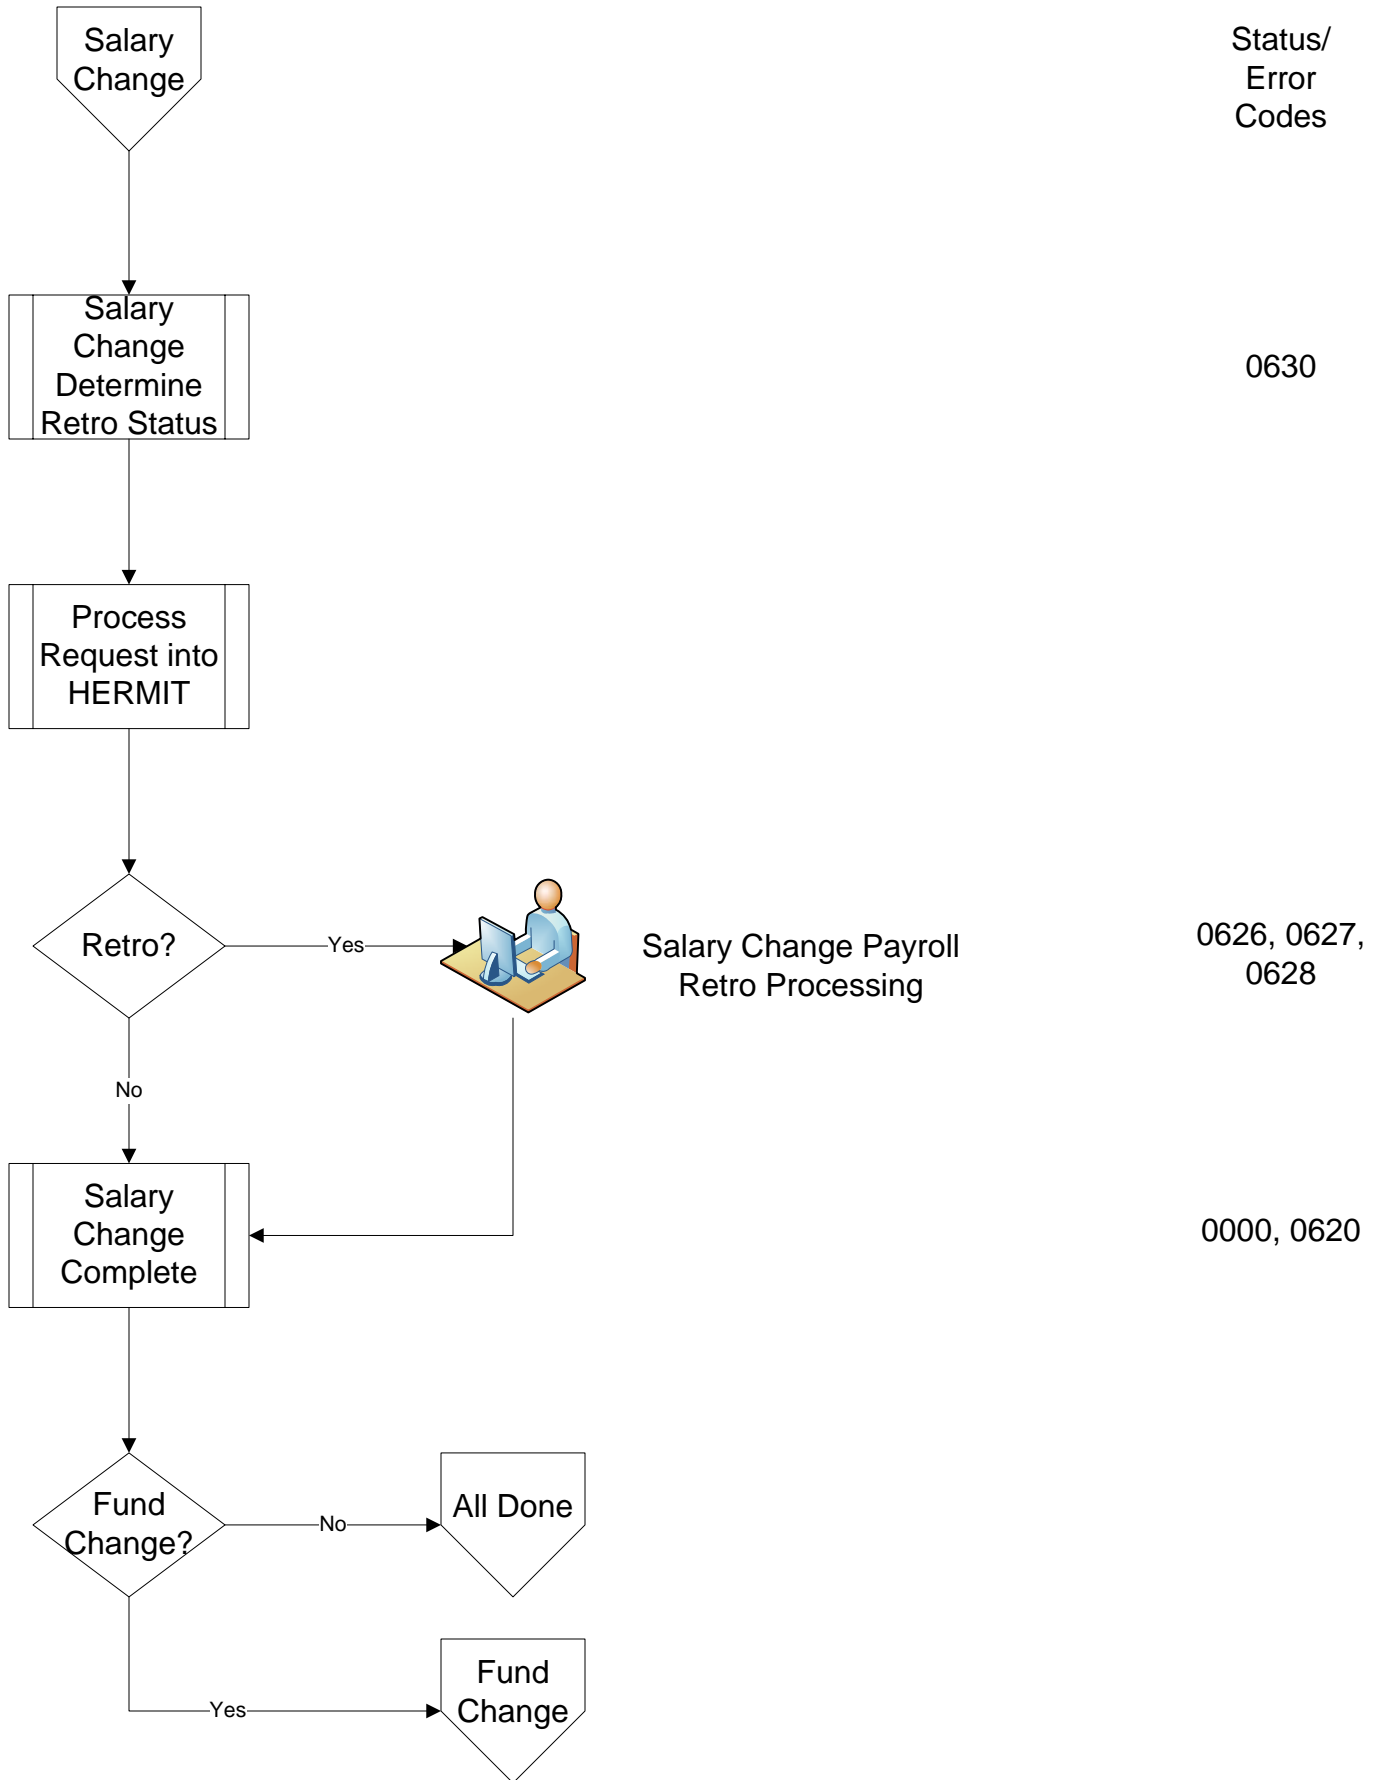 Salary
Change
Status/
Error
Codes
Salary
Change
Determine
Retro Status
0630
Process
Request into
HERMIT
Retro?
Yes
Salary Change Payroll
Retro Processing
0626, 0627,
0628
No
Salary
Change
Complete
0000, 0620
Fund
Change?
No
All Done
Yes
Fund
Change